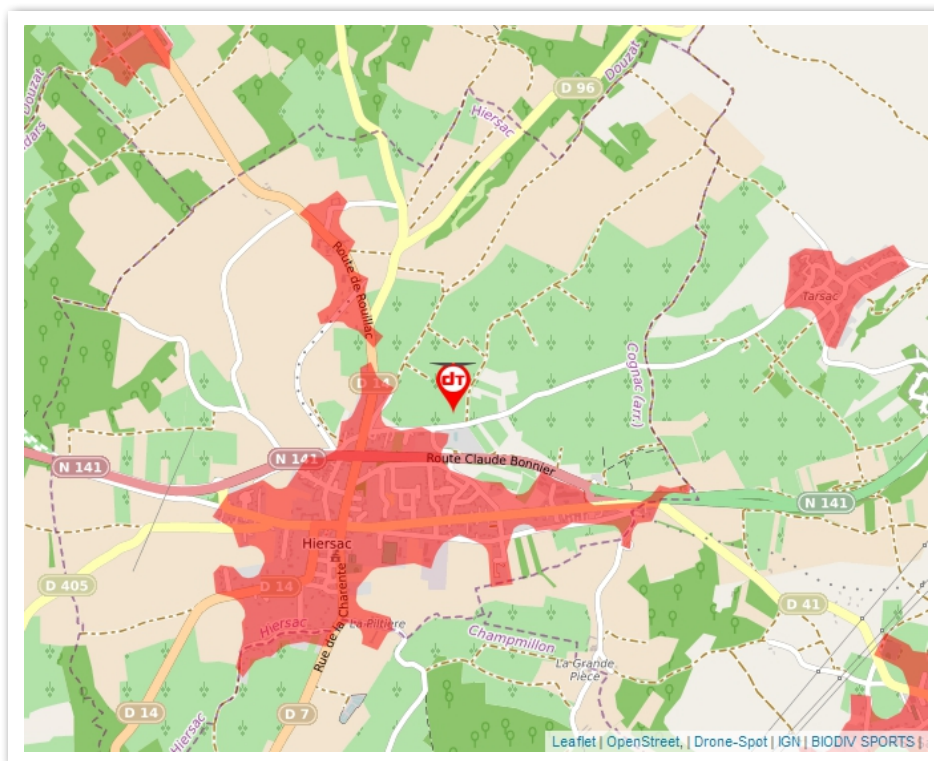 Douzat
D 96
Douzat
Hiersac
Route de Rouillac
Tarsac
D 14
dT
Cognac (arr.)
N 141
N 141
Route Claude Bonnier
N 141
Hiersac
D 405
D 14
Rue de la Charente
D 41
Hiersac
La Piltière
Champmillon
La Grande
Pièce
D 14
D 7
Hiersac
Leaflet | OpenStreet, | Drone-Spot | IGN | BIODIV SPORTS |